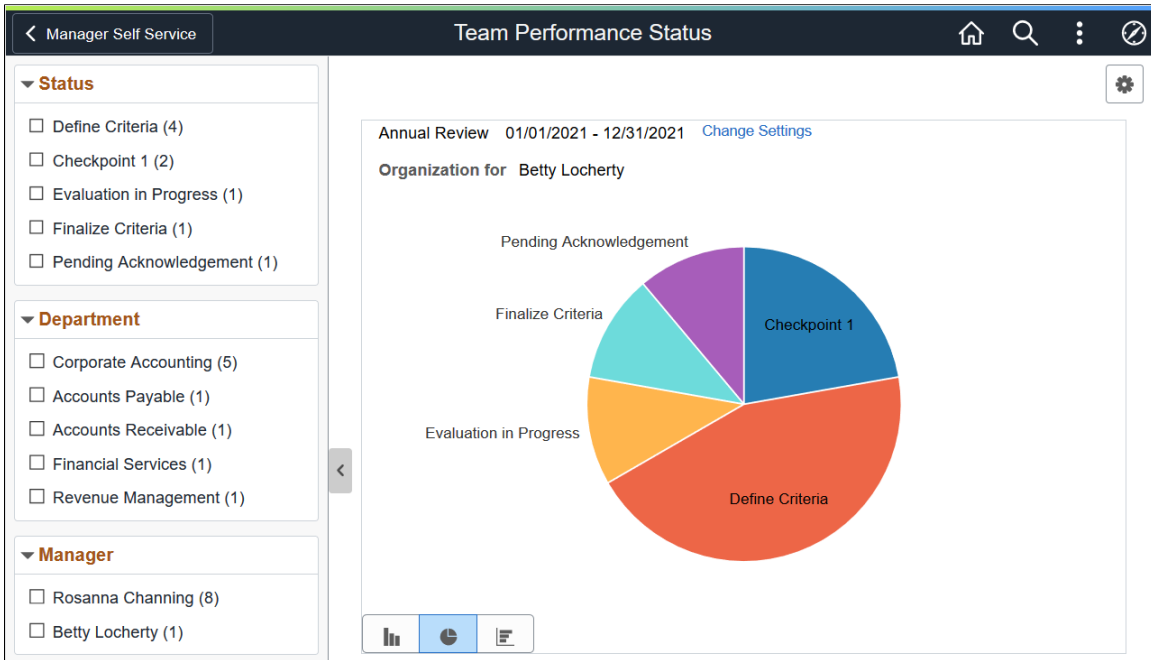 Manager Self Service
Team Performance Status
Status
Define Criteria (4)
Checkpoint 1 (2)
Evaluation in Progress (1)
Finalize Criteria (1)
Pending Acknowledgement (1)
Department
Corporate Accounting (5)
Accounts Payable (1)
Accounts Receivable (1)
Financial Services (1)
Revenue Management (1)
Manager
Rosanna Channing (8)
Betty Locherty (1)
Annual Review 01/01/2021 - 12/31/2021 Change Settings
Organization for Betty Locherty
Pending Acknowledgement
Finalize Criteria
Checkpoint 1
Evaluation in Progress
Define Criteria